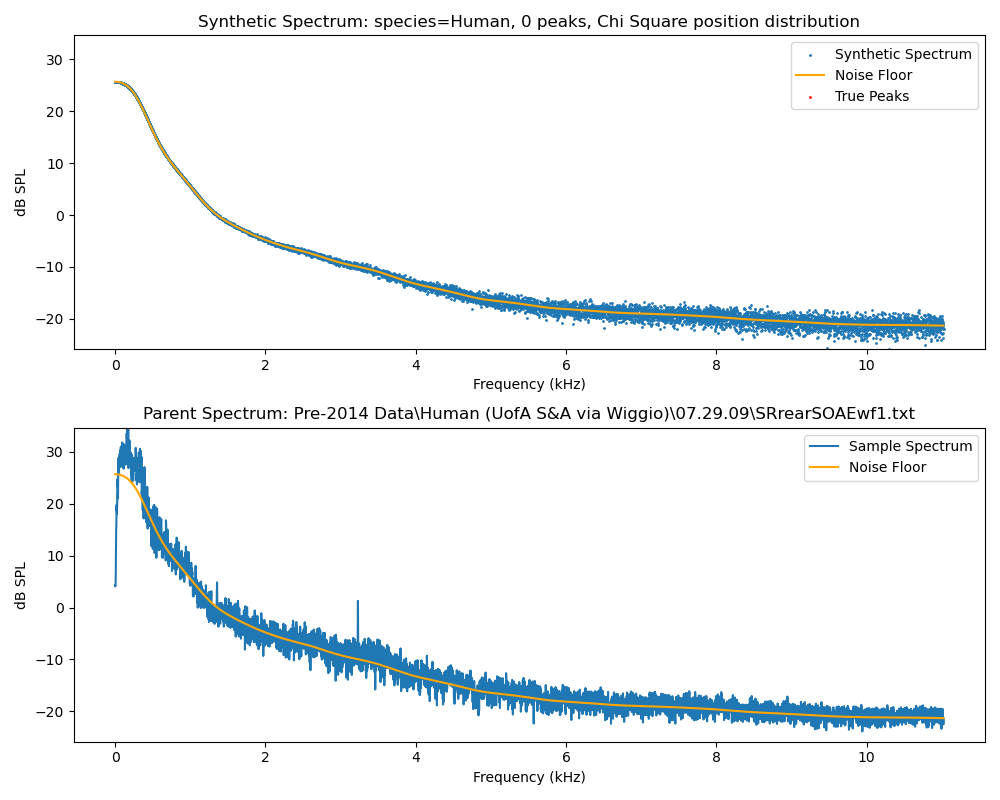 Synthetic Spectrum: species=Human, 0 peaks, Chi Square position distribution
30
20
10
0
−10
−20
dB SPL
Synthetic Spectrum
Noise Floor
True Peaks
0 2 4 6 8 10
Frequency (kHz)
Parent Spectrum: Pre-2014 Data\Human (UofA S&A via Wiggio)\07.29.09\SRrearSOAEwf1.txt
30
20
10
0
−10
−20
dB SPL
Sample Spectrum
Noise Floor
0 2 4 6 8 10
Frequency (kHz)